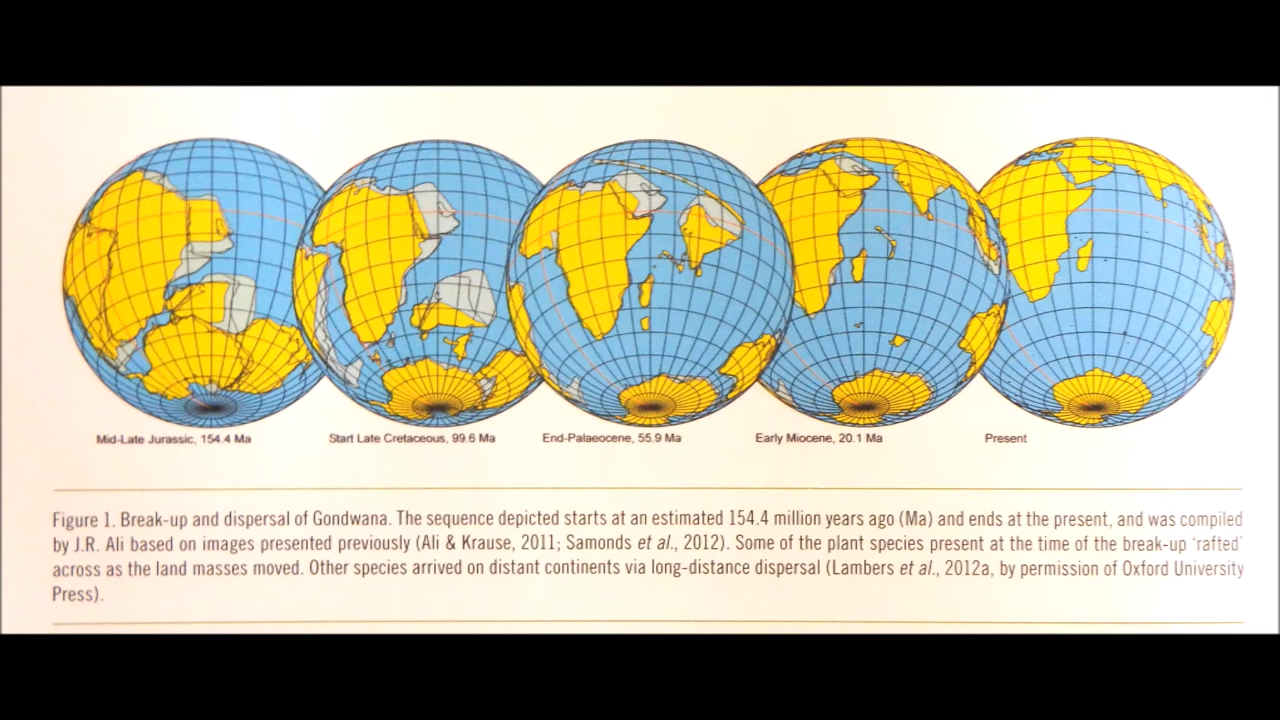 Mid-Late Jurassic, 154.4 Ma
Start Late Cretaceous, 99.6 Ma
End-Palaeocene, 55.9 Ma
Early Miocene, 20.1 Ma
Present
Figure 1. Break-up and dispersal of Gondwana. The sequence depicted starts at an estimated 154.4 million years ago (Ma) and ends at the present, and was compiled
by J.R. Ali based on images presented previously (Ali & Krause, 2011; Samonds et al., 2012). Some of the plant species present at the time of the break-up ‘rafted’
across as the land masses moved. Other species arrived on distant continents via long-distance dispersal (Lambers et al., 2012a, by permission of Oxford University
Press).